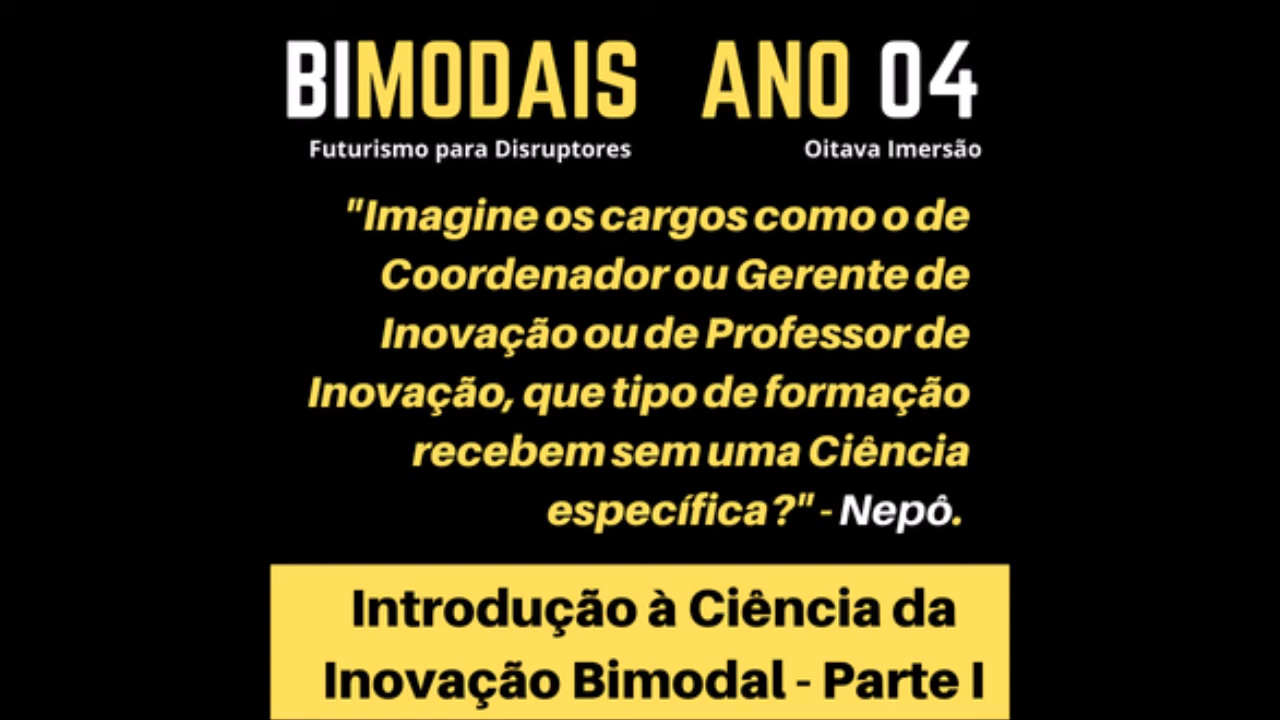 BIMODAIS ANO 04
Futurismo para Disruptores Oitava Imersão
"Imagine os cargos como o de
Coordenador ou Gerente de
Inovação ou de Professor de
Inovação, que tipo de formação
recebem sem uma Ciência
específica?" - Nepô.
Introdução à Ciência da
Inovação Bimodal - Parte I